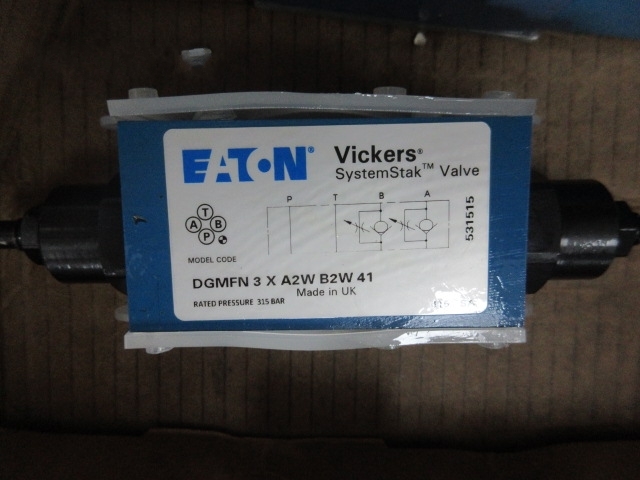 EATON® Vickers®
SystemStak™ Valve
P T B A
T
A B
P
531515
MODEL CODE
DGMFN 3 X A2W B2W 41
Made in UK
RATED PRESSURE 315 BAR